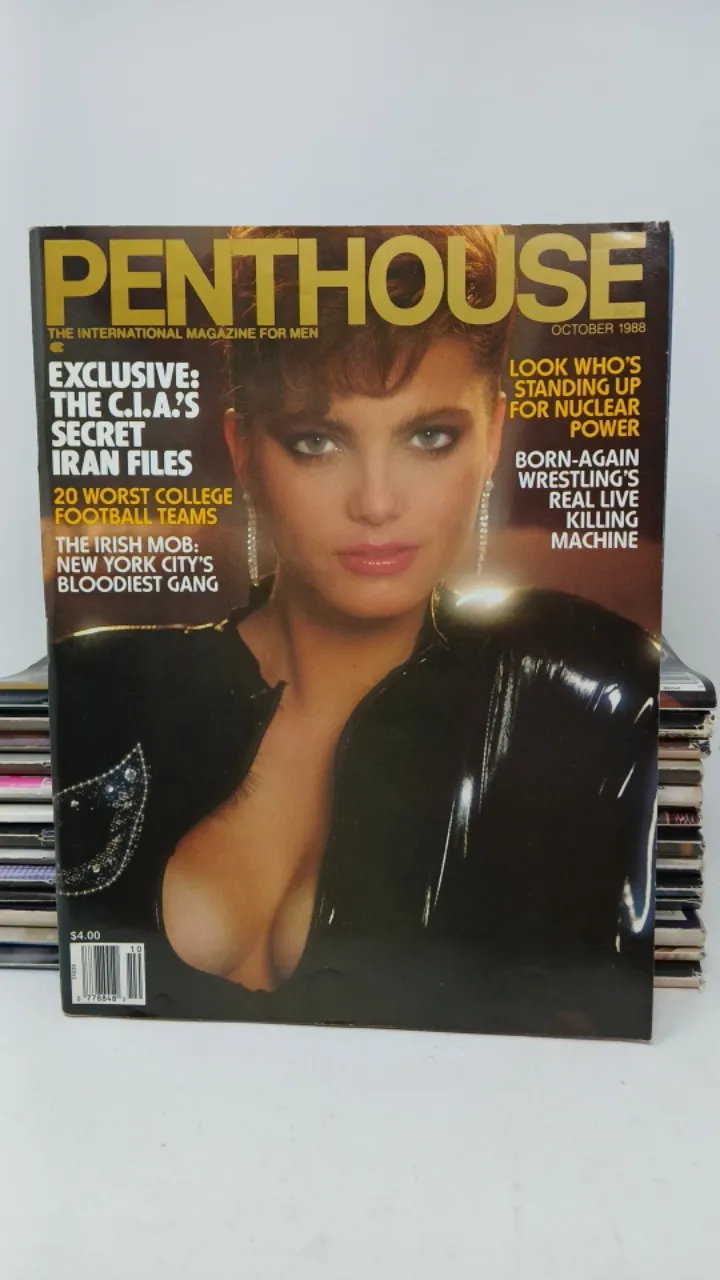 PENTHOUSE
THE INTERNATIONAL MAGAZINE FOR MEN
OCTOBER 1988
EXCLUSIVE:
THE C.I.A.'S
SECRET
IRAN FILES
20 WORST COLLEGE
FOOTBALL TEAMS
THE IRISH MOB:
NEW YORK CITY'S
BLOODIEST GANG
LOOK WHO'S
STANDING UP
FOR NUCLEAR
POWER
BORN-AGAIN
WRESTLING'S
REAL LIVE
KILLING
MACHINE
$4.00
10